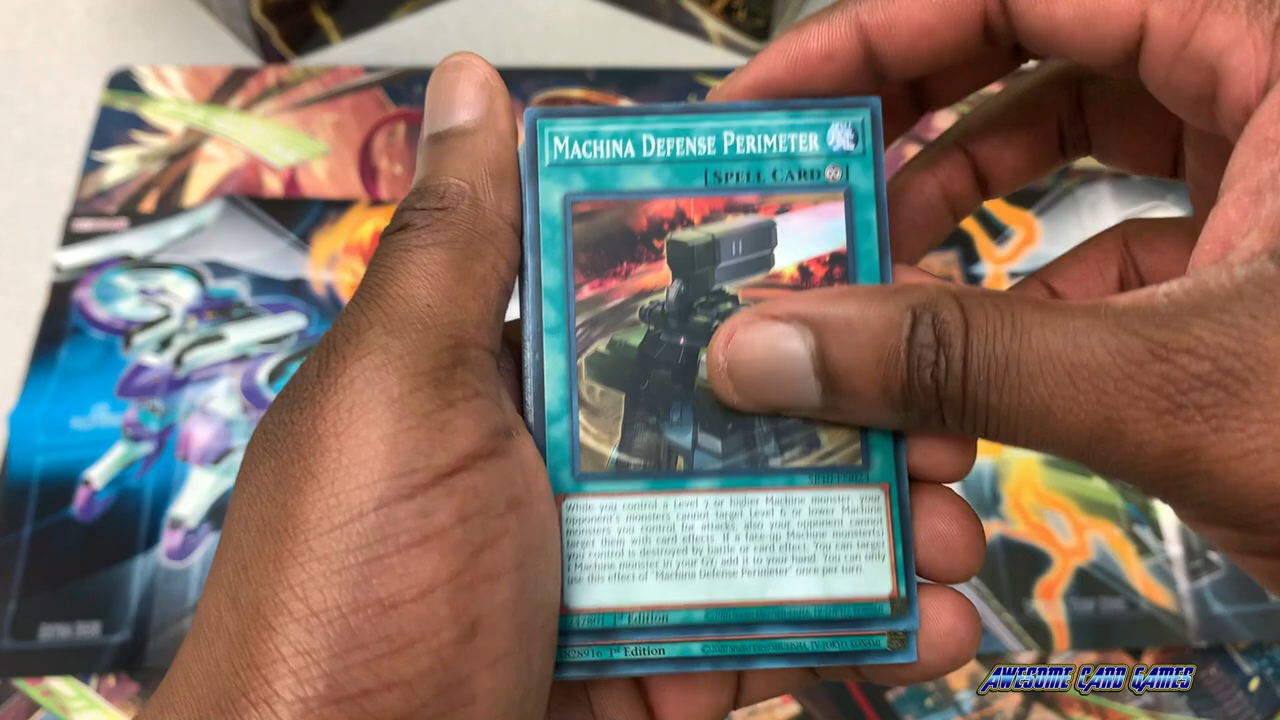 MACHINA DEFENSE PERIMETER
[SPELL CARD]
While you control a Level 7 or higher Machine monster, your
opponent's monsters cannot target Level 6 or lower Machine
monsters you control for attacks, also your opponent cannot
target them with card effects. If a face-up Machine monster(s)
you control is destroyed by battle or card effect: You can target
1 Machine monster in your GY; add it to your hand. You can only
use this effect of "Machina Defense Perimeter" once per turn.
1st Edition
28916 1st Edition
©2020 Studio Dice/SHUEISHA, TV TOKYO, KONAMI
AWESOME CARD GAMES